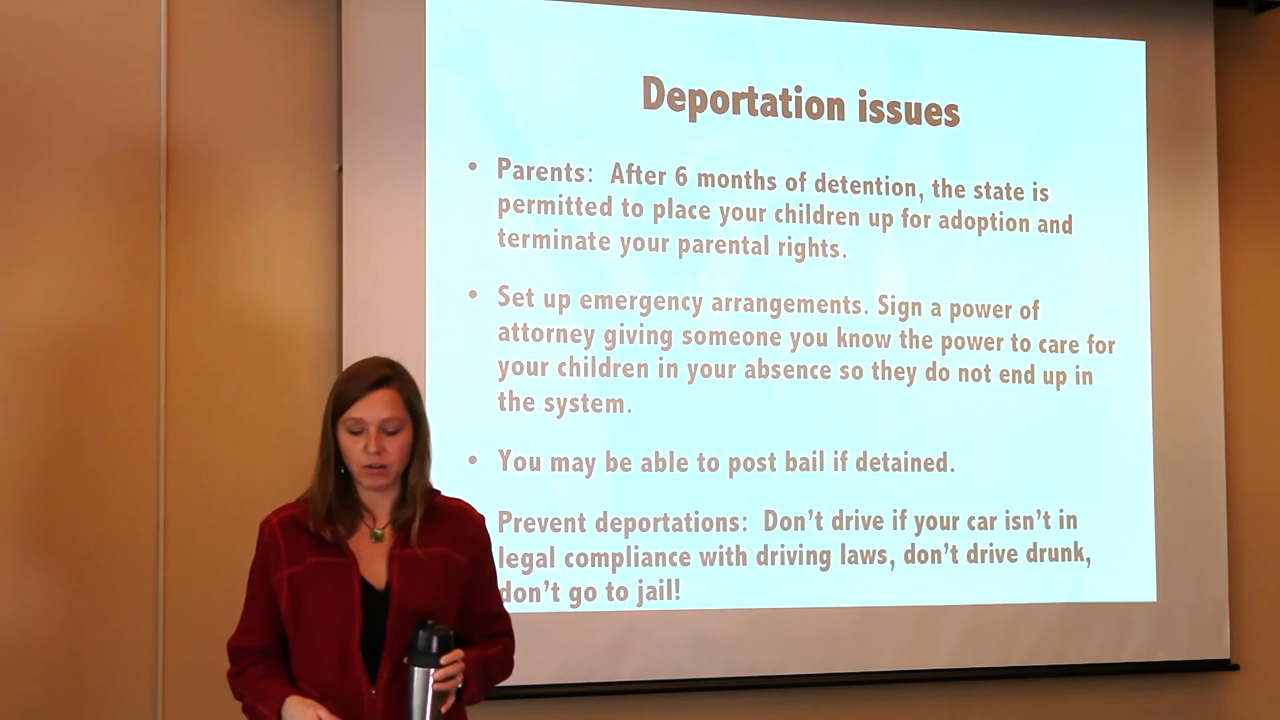 Deportation issues
• Parents: After 6 months of detention, the state is
permitted to place your children up for adoption and
terminate your parental rights.
• Set up emergency arrangements. Sign a power of
attorney giving someone you know the power to care for
your children in your absence so they do not end up in
the system.
• You may be able to post bail if detained.
Prevent deportations: Don't drive if your car isn't in
legal compliance with driving laws, don't drive drunk,
don't go to jail!